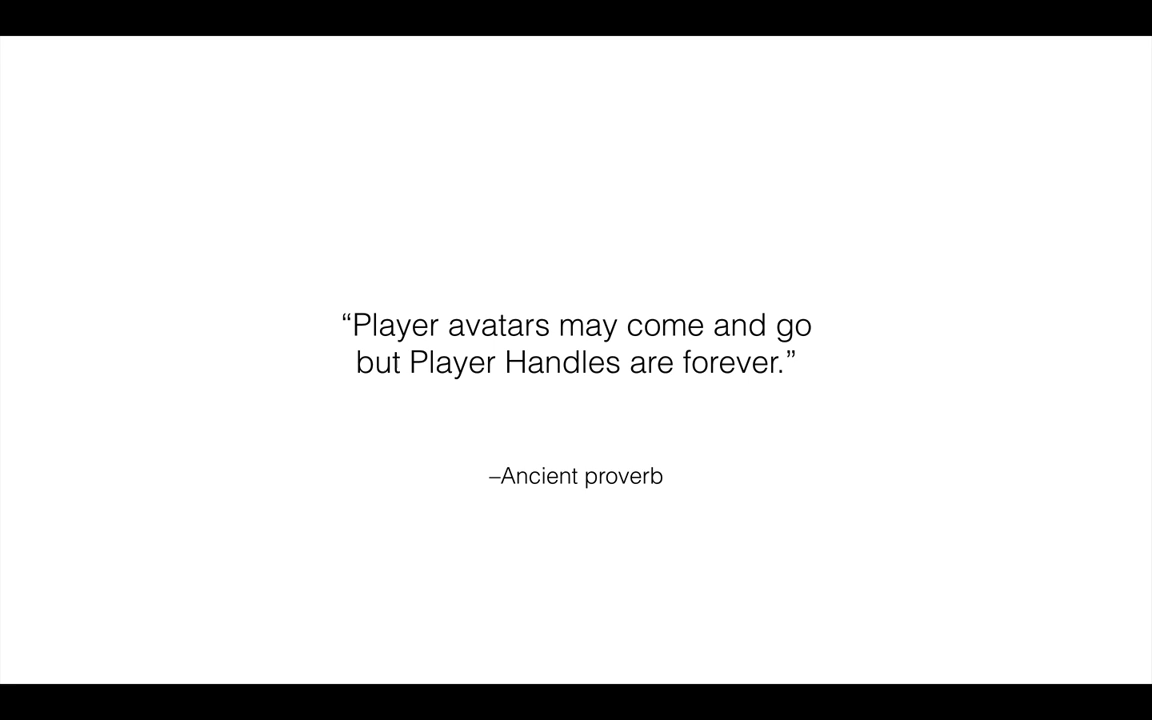 “Player avatars may come and go
but Player Handles are forever.”
–Ancient proverb